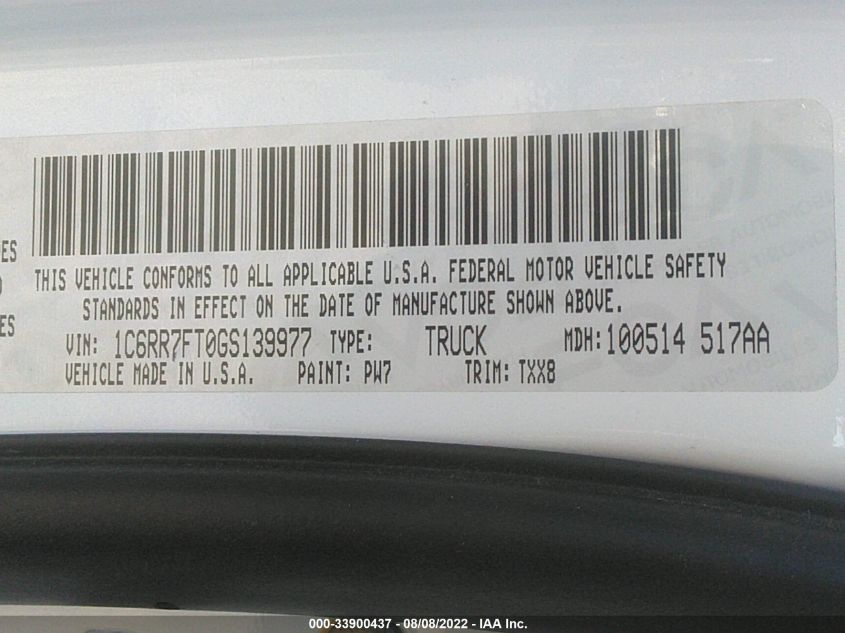 ES
THIS VEHICLE CONFORMS TO ALL APPLICABLE U.S.A. FEDERAL MOTOR VEHICLE SAFETY
STANDARDS IN EFFECT ON THE DATE OF MANUFACTURE SHOWN ABOVE.
ES
VIN: 1C6RR7FT0GS139977 TYPE: TRUCK MDH:100514 517AA
VEHICLE MADE IN U.S.A. PAINT: PW7 TRIM: TXX8
000-33900437 - 08/08/2022 - IAA Inc.